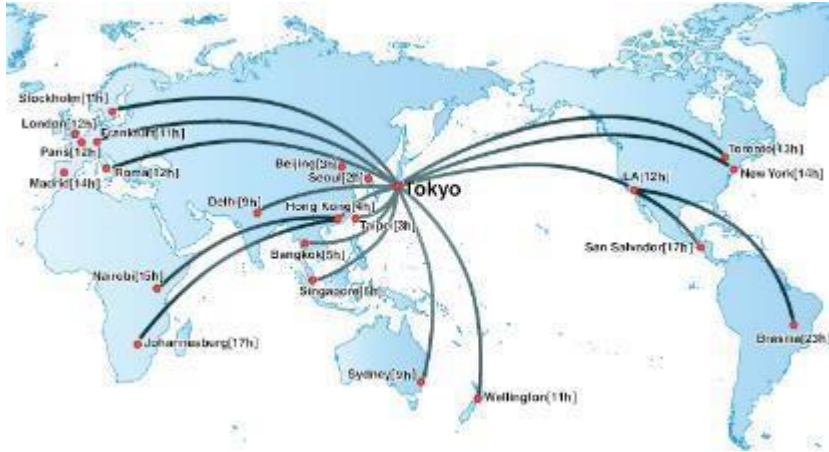 Stockholm[11h]
London[12h]
Frankfurt[11h]
Paris[12h]
Madrid[14h]
Roma[12h]
Beijing[3h]
Seoul[2h]
Tokyo
Delhi[9h]
Hong Kong[4h]
Taipei[3h]
Bangkok[5h]
Singapore[6h]
Nairobi[15h]
Johannesburg[17h]
Sydney[9h]
Wellington[11h]
Toronto[13h]
New York[14h]
LA[12h]
San Salvador[17h]
Brasilia[23h]